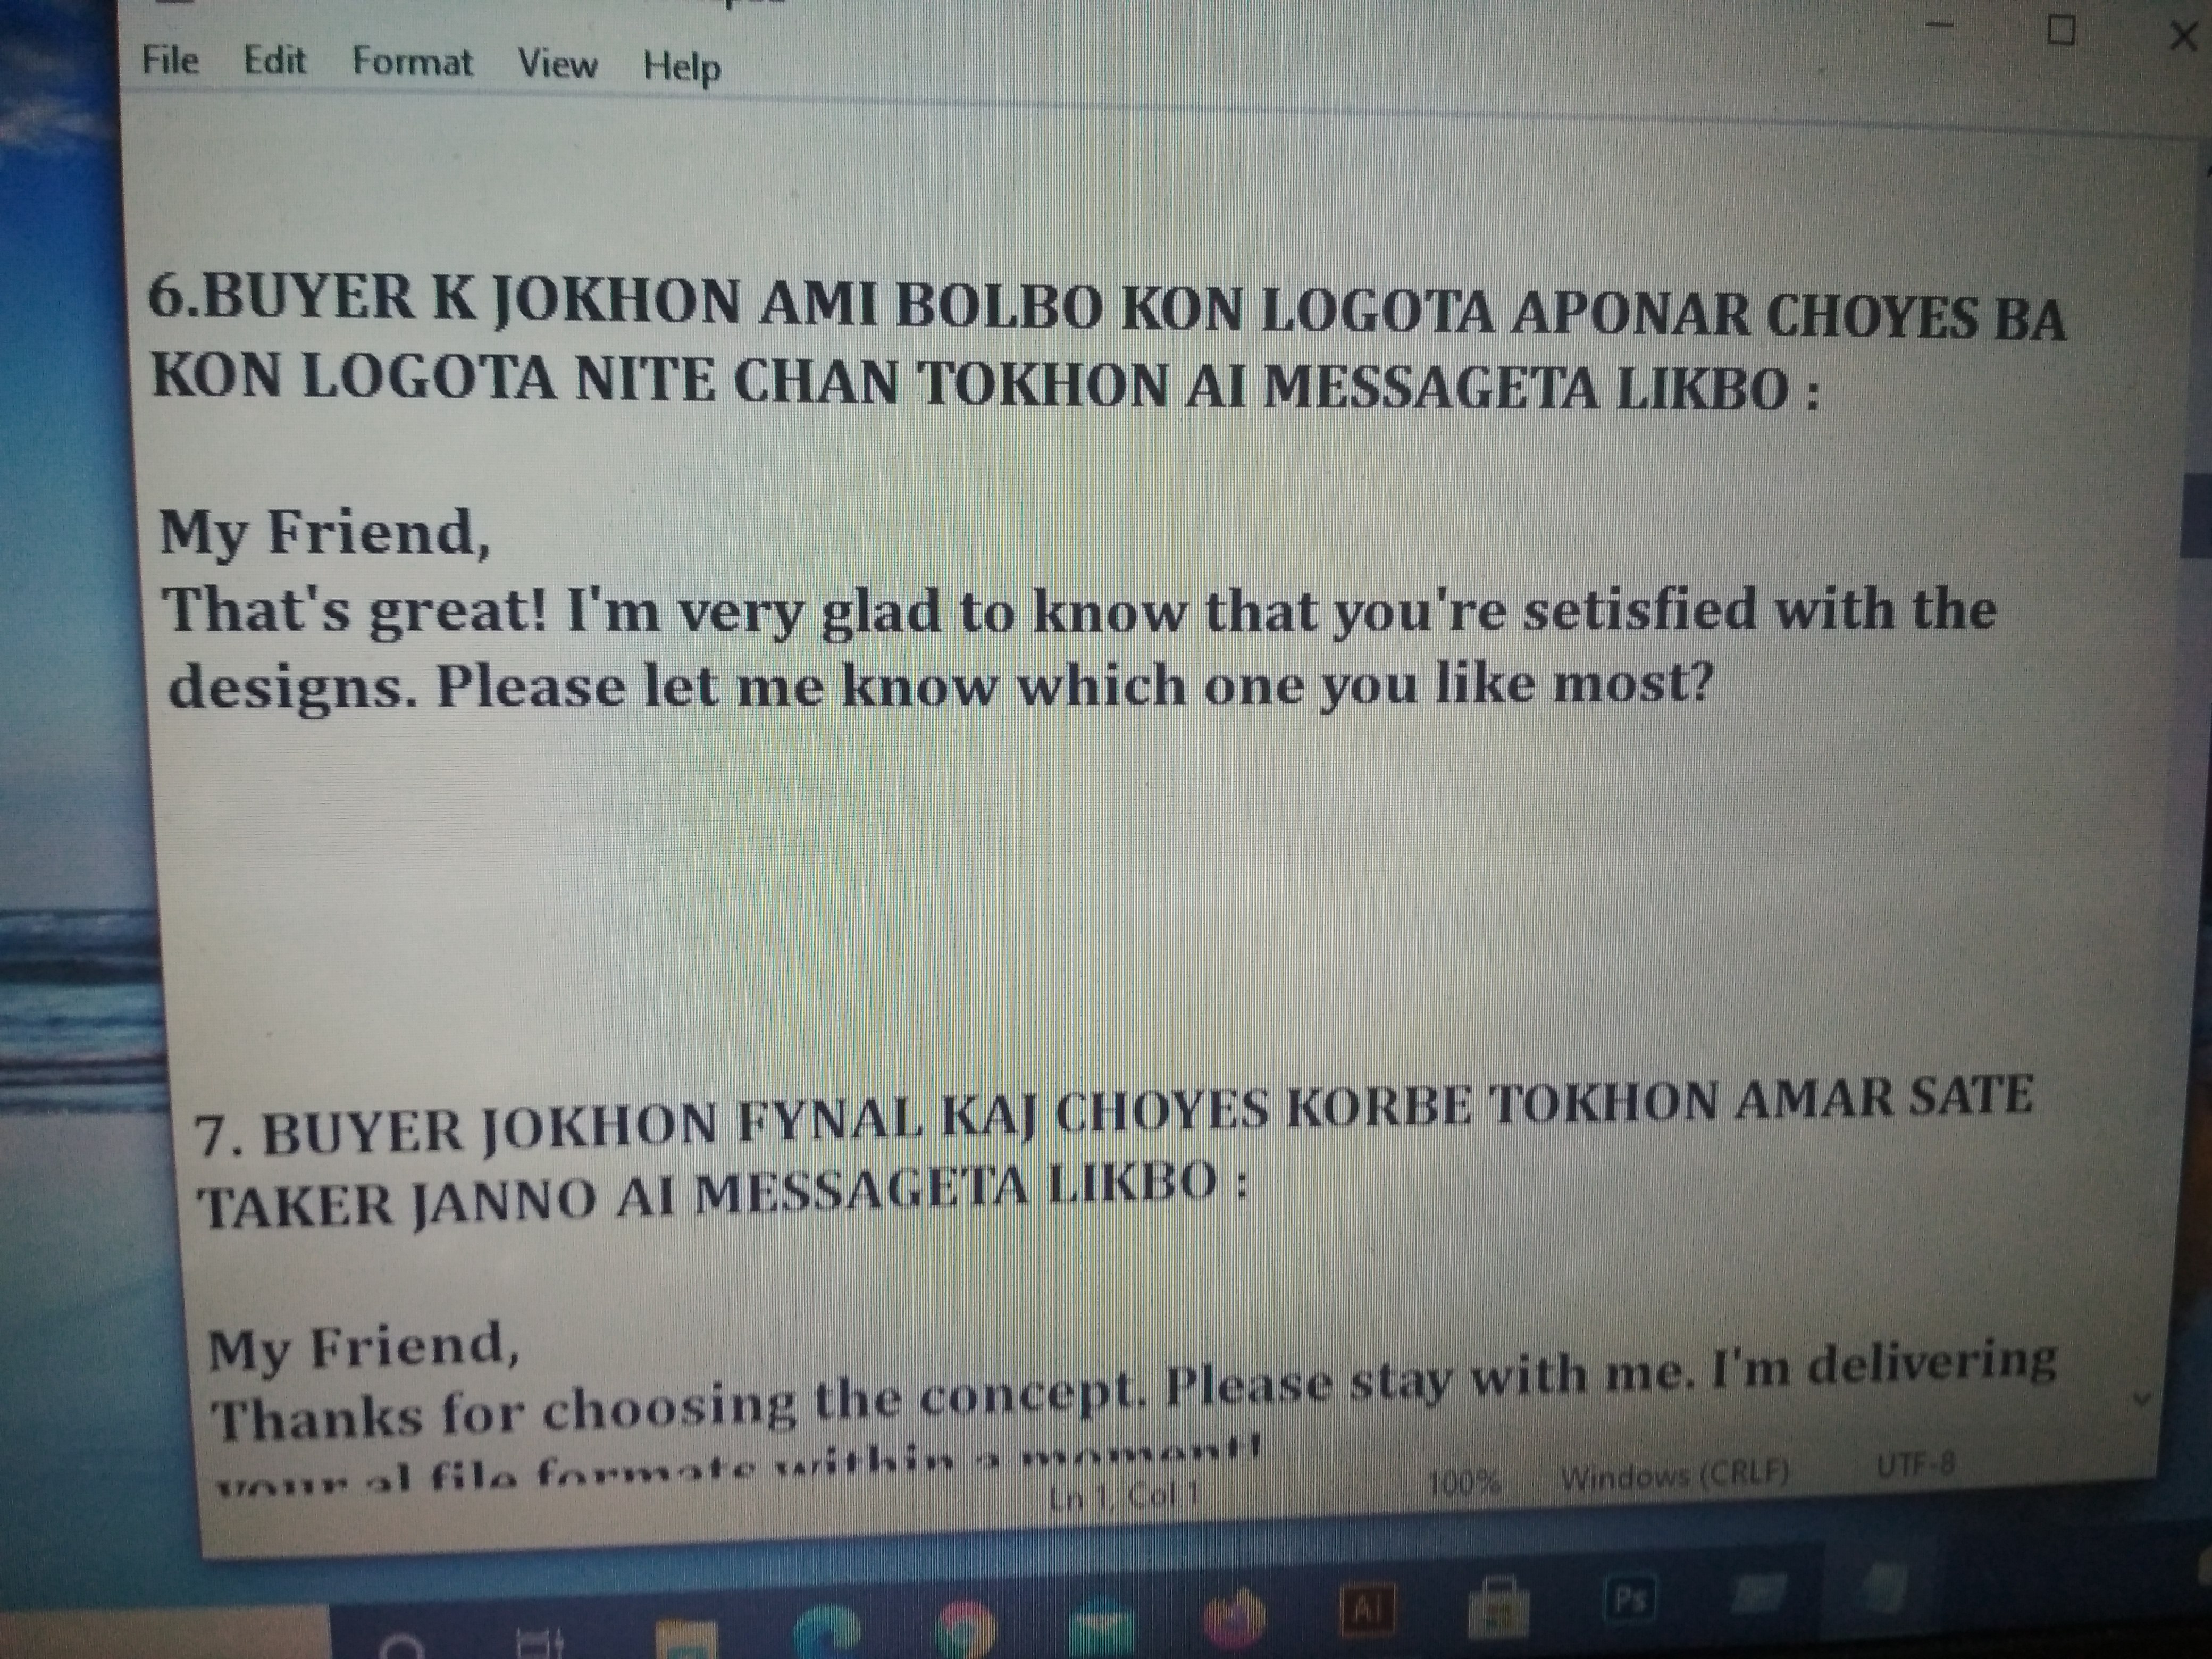 File Edit Format View Help
6.BUYER K JOKHON AMI BOLBO KON LOGOTA APONAR CHOYES BA
KON LOGOTA NITE CHAN TOKHON AI MESSAGETA LIKBO :
My Friend,
That's great! I'm very glad to know that you're setisfied with the
designs. Please let me know which one you like most?
7. BUYER JOKHON FYNAL KAJ CHOYES KORBE TOKHON AMAR SATE
TAKER JANNO AI MESSAGETA LIKBO :
My Friend,
Thanks for choosing the concept. Please stay with me. I'm delivering
your al file formats within a moment!
Ln 1, Col 1 100% Windows (CRLF) UTF-8
Ai Ps